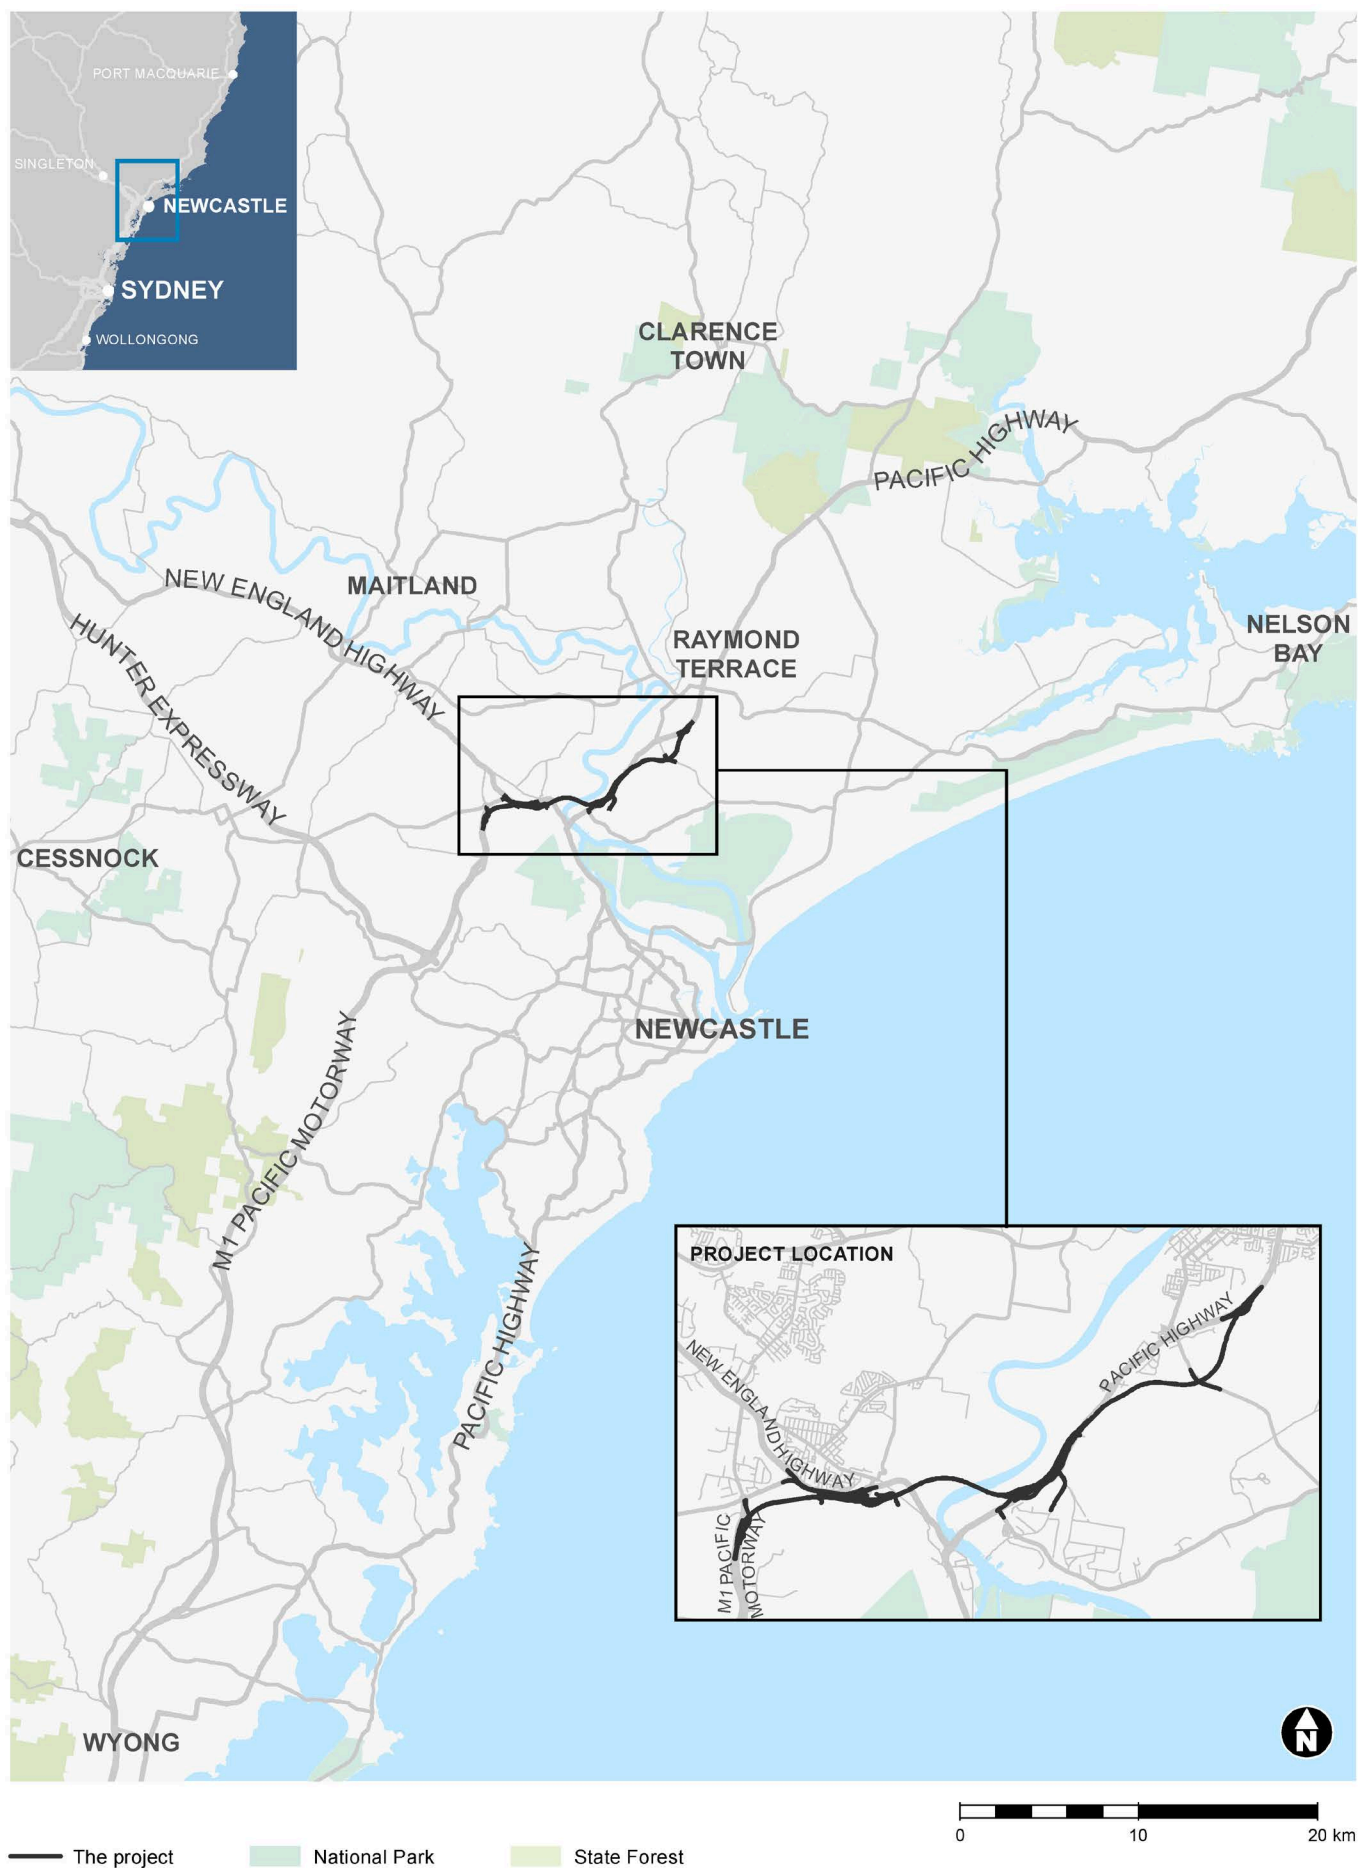 PORT MACQUARIE
SINGLETON
NEWCASTLE
SYDNEY
WOLLONGONG
CLARENCE
TOWN
PACIFIC HIGHWAY
NEW ENGLAND HIGHWAY
MAITLAND
HUNTER EXPRESSWAY
RAYMOND
TERRACE
NELSON
BAY
CESSNOCK
NEWCASTLE
M1 PACIFIC MOTORWAY
PACIFIC HIGHWAY
PROJECT LOCATION
PACIFIC HIGHWAY
NEW ENGLAND HIGHWAY
M1 PACIFIC
MOTORWAY
WYONG
N
0 10 20 km
The project
National Park
State Forest